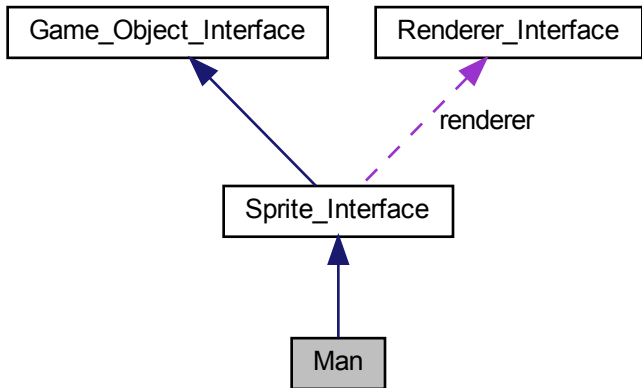 Game_Object_Interface
Renderer_Interface
renderer
Sprite_Interface
Man